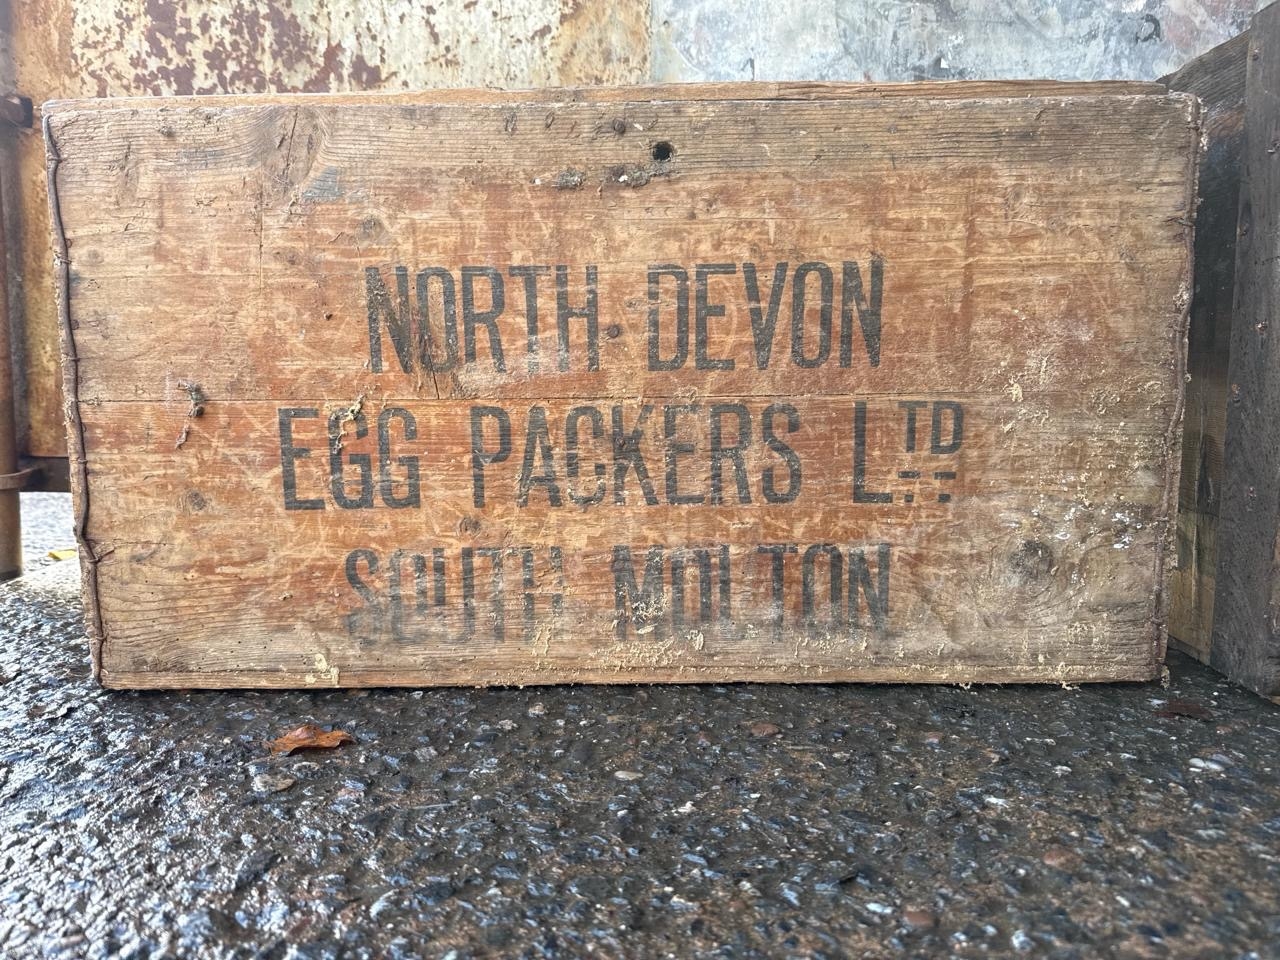 NORTH DEVON
EGG PACKERS LTD
SOUTH MOLTON